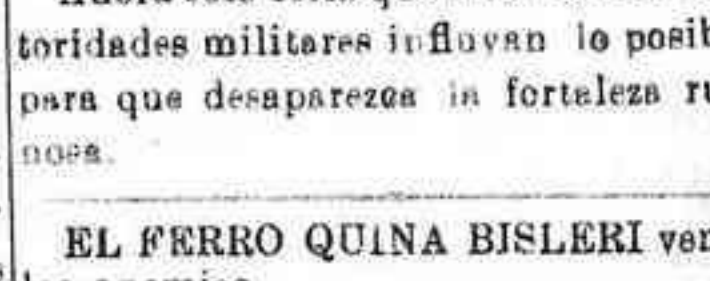 toridades militares influyan lo posib
para que desaparezca la fortaleza ru
nosa.
EL FERRO QUINA BISLERI ver